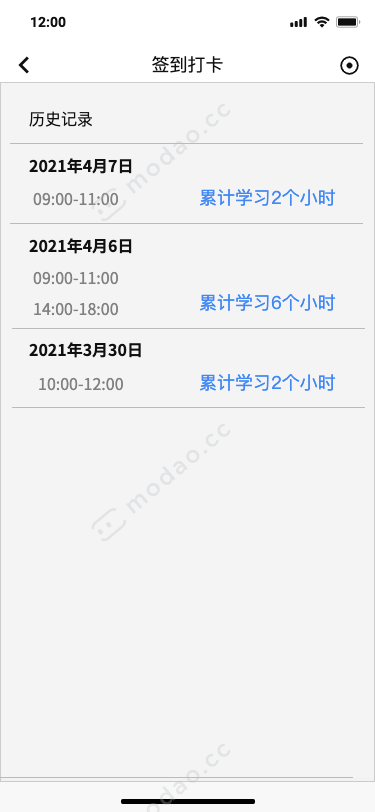 12:00
签到打卡
历史记录
2021年4月7日
09:00-11:00 累计学习2个小时
2021年4月6日
09:00-11:00
14:00-18:00 累计学习6个小时
2021年3月30日
10:00-12:00 累计学习2个小时
modao.cc
modao.cc
modao.cc